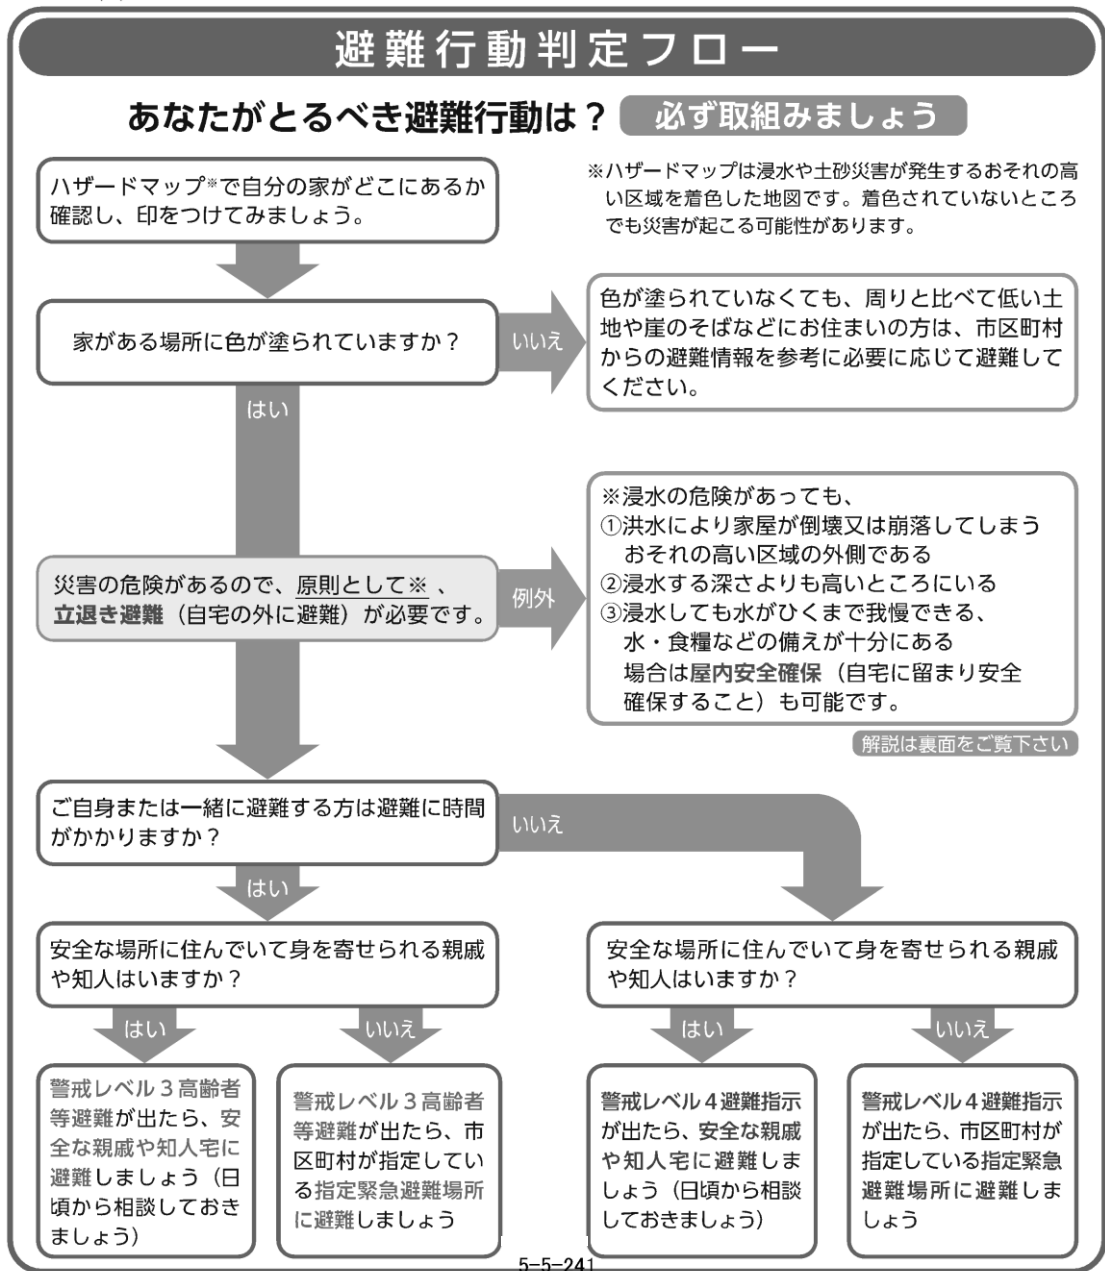 避難行動判定フロー
あなたがとるべき避難行動は？ 必ず取組みましょう
ハザードマップ※で自分の家がどこにあるか
確認し、印をつけてみましょう。
※ハザードマップは浸水や土砂災害が発生するおそれの高
い区域を着色した地図です。着色されていないところ
でも災害が起こる可能性があります。
家がある場所に色が塗られていますか？
いいえ
色が塗られていなくても、周りと比べて低い土
地や崖のそばなどにお住まいの方は、市区町村
からの避難情報を参考に必要に応じて避難して
ください。
はい
災害の危険があるので、原則として※、
立退き避難（自宅の外に避難）が必要です。
例外
※浸水の危険があっても、
①洪水により家屋が倒壊又は崩落してしまう
おそれの高い区域の外側である
②浸水する深さよりも高いところにいる
③浸水しても水がひくまで我慢できる、
水・食糧などの備えが十分にある
場合は屋内安全確保（自宅に留まり安全
確保すること）も可能です。
解説は裏面をご覧下さい
ご自身または一緒に避難する方は避難に時間
がかかりますか？
いいえ
はい
安全な場所に住んでいて身を寄せられる親戚
や知人はいますか？
安全な場所に住んでいて身を寄せられる親戚
や知人はいますか？
はい
いいえ
はい
いいえ
警戒レベル３高齢者
等避難が出たら、安
全な親戚や知人宅に
避難しましょう（日
頃から相談しておき
ましょう）
警戒レベル３高齢者
等避難が出たら、市
区町村が指定してい
る指定緊急避難場所
に避難しましょう
警戒レベル４避難指示
が出たら、安全な親戚
や知人宅に避難しま
しょう（日頃から相談
しておきましょう）
警戒レベル４避難指示
が出たら、市区町村が
指定している指定緊急
避難場所に避難しま
しょう
5-5-241